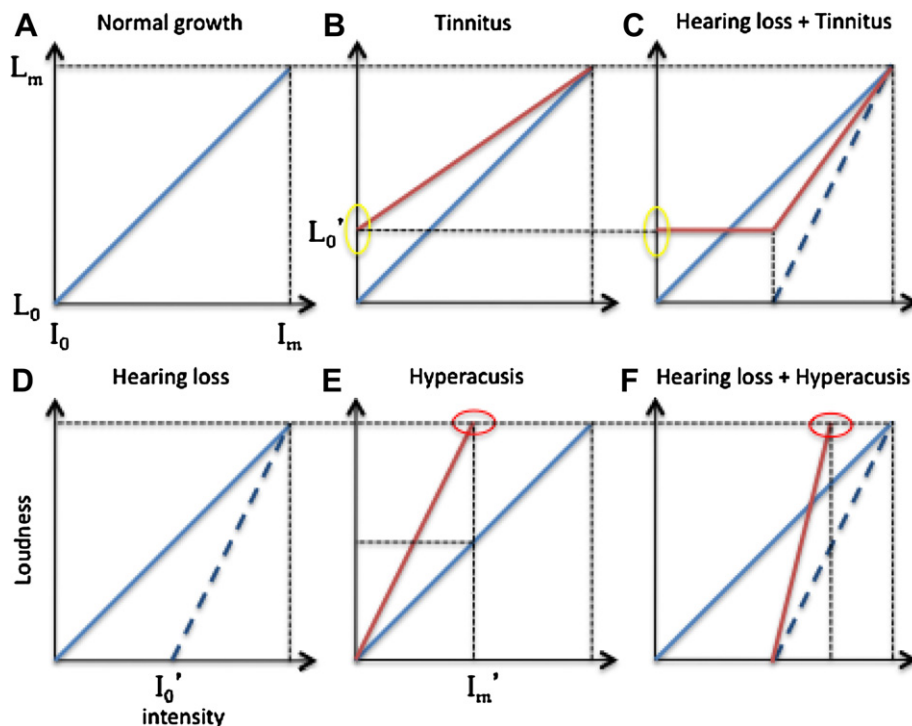 A Normal growth
B Tinnitus
C Hearing loss + Tinnitus
Lm
L0'
L0
I0
Im
D Hearing loss
E Hyperacusis
F Hearing loss + Hyperacusis
Loudness
I0'
Im'
intensity